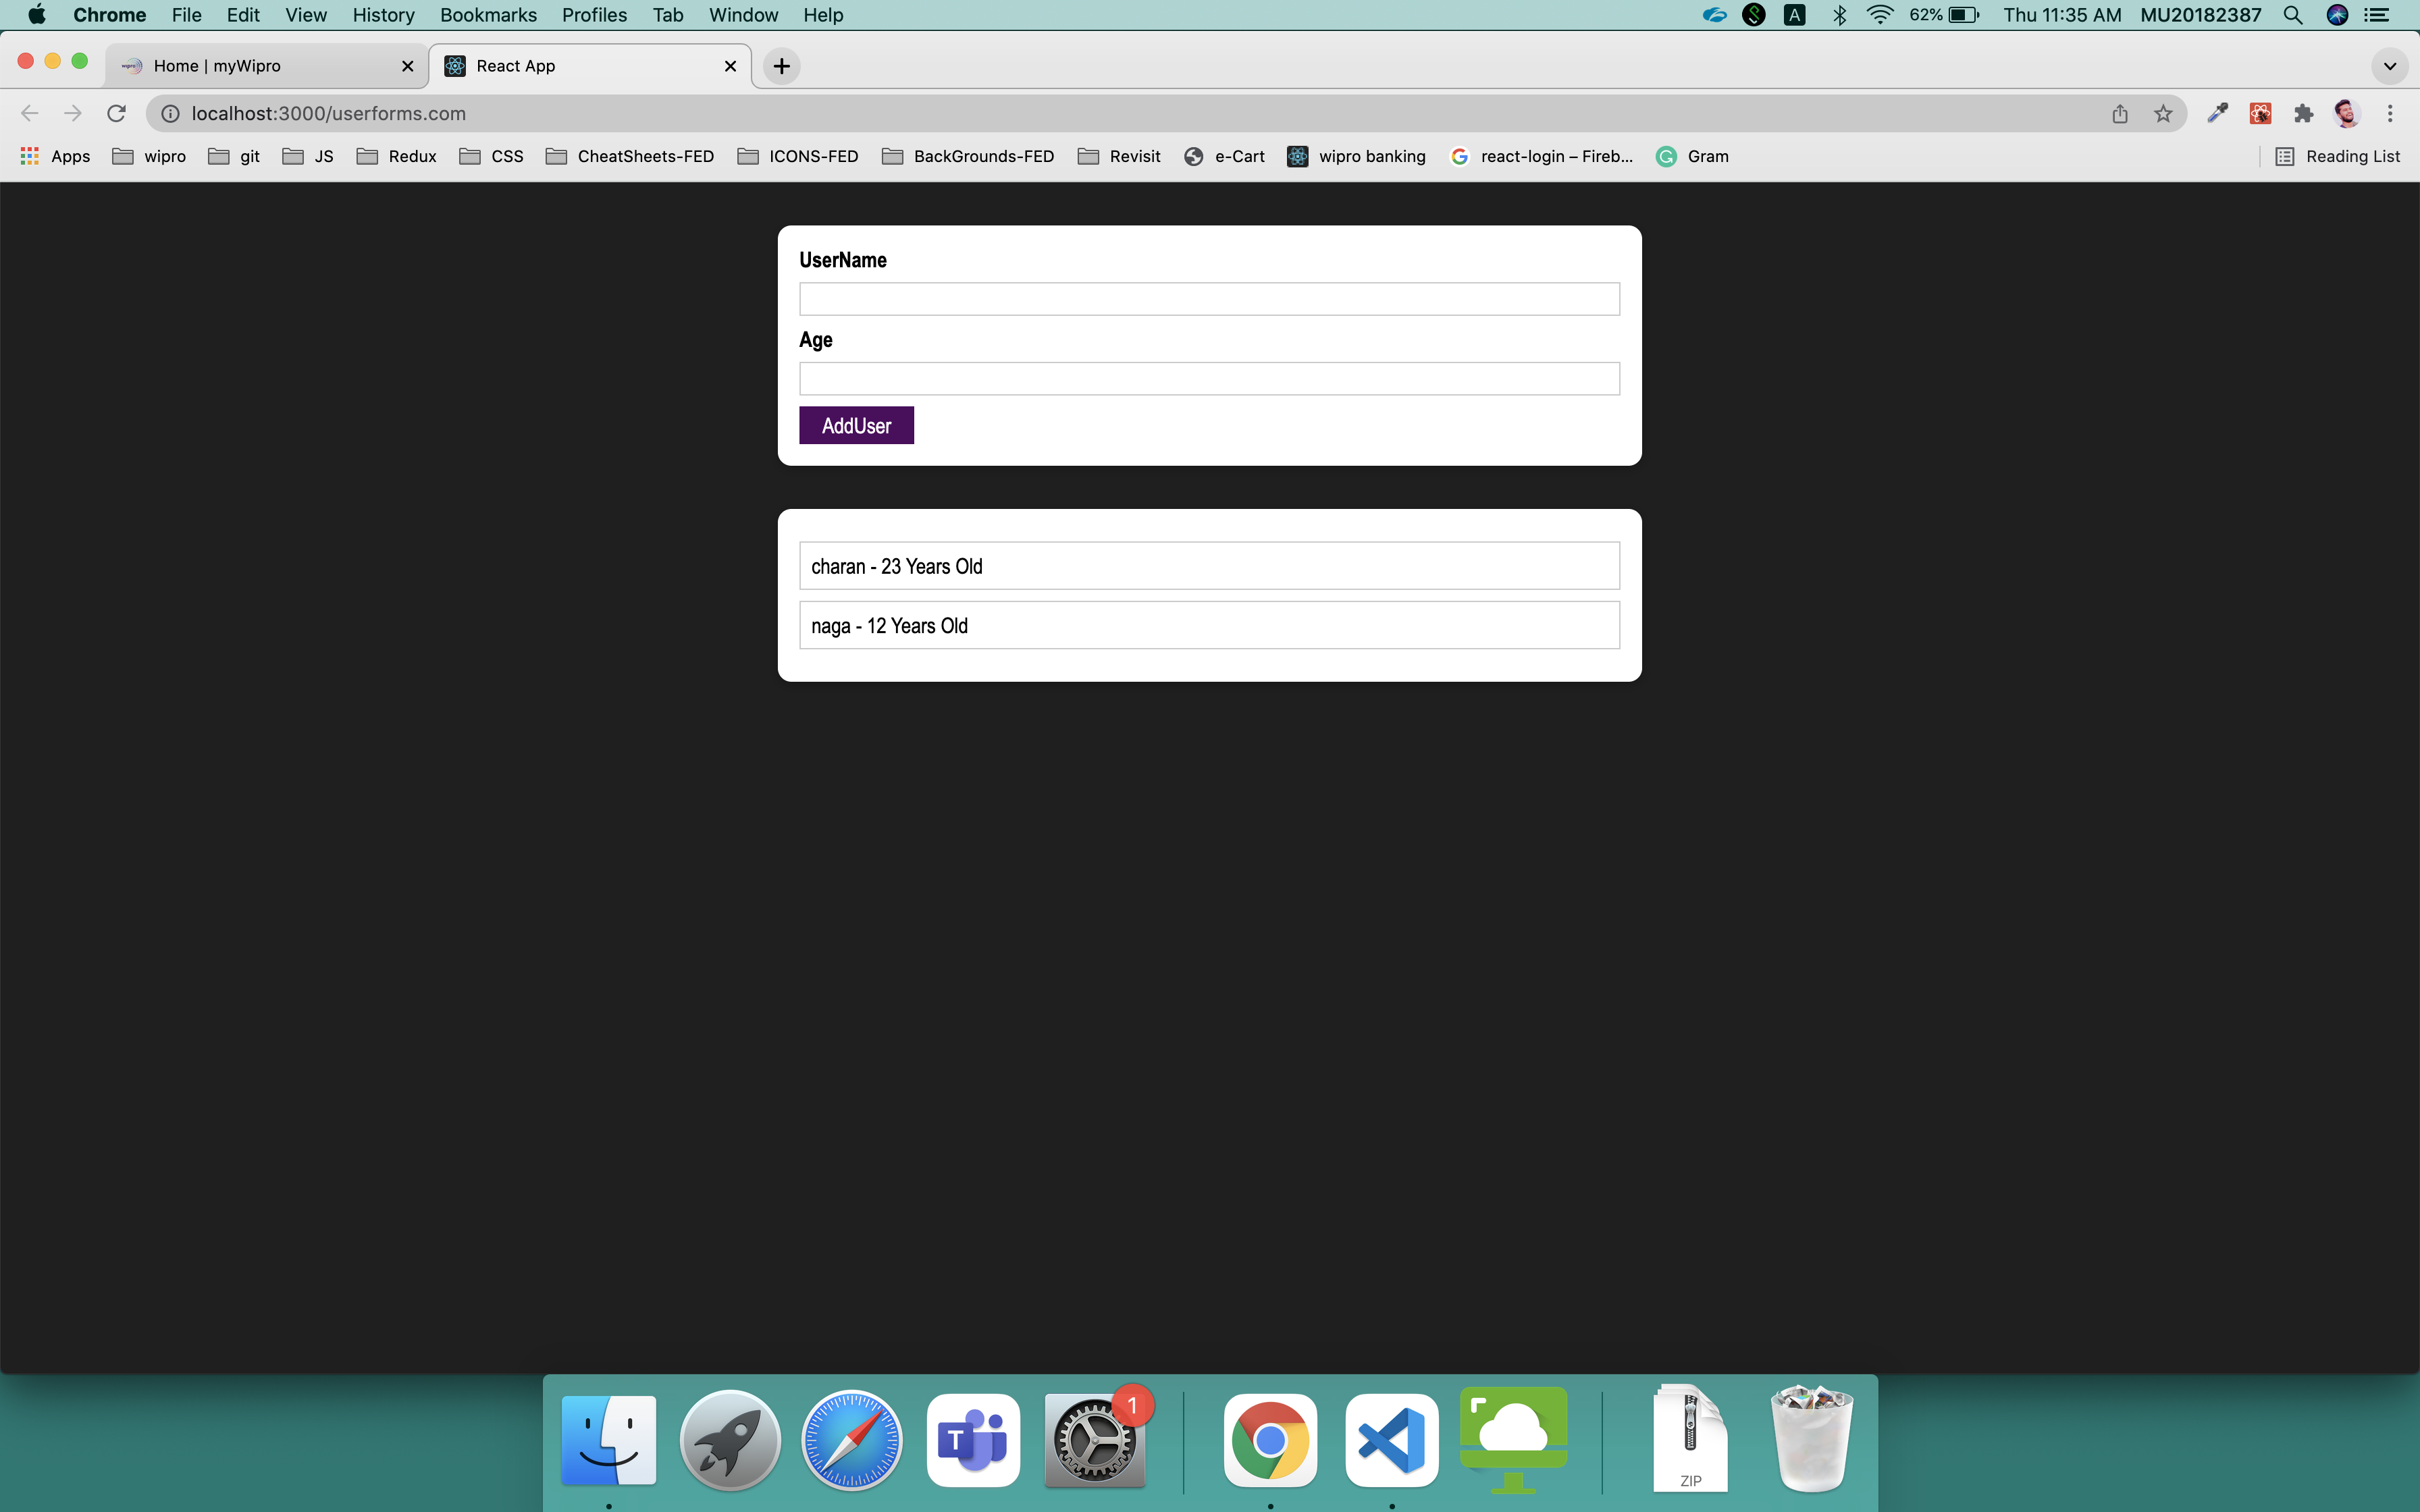 Chrome File Edit View History Bookmarks Profiles Tab Window Help A 62% Thu 11:35 AM MU20182387
wipro Home | myWipro React App
localhost:3000/userforms.com
Apps wipro git JS Redux CSS CheatSheets-FED ICONS-FED BackGrounds-FED Revisit e-Cart wipro banking react-login – Fireb... Gram Reading List
UserName
Age
AddUser
charan - 23 Years Old
naga - 12 Years Old
1
T
ZIP